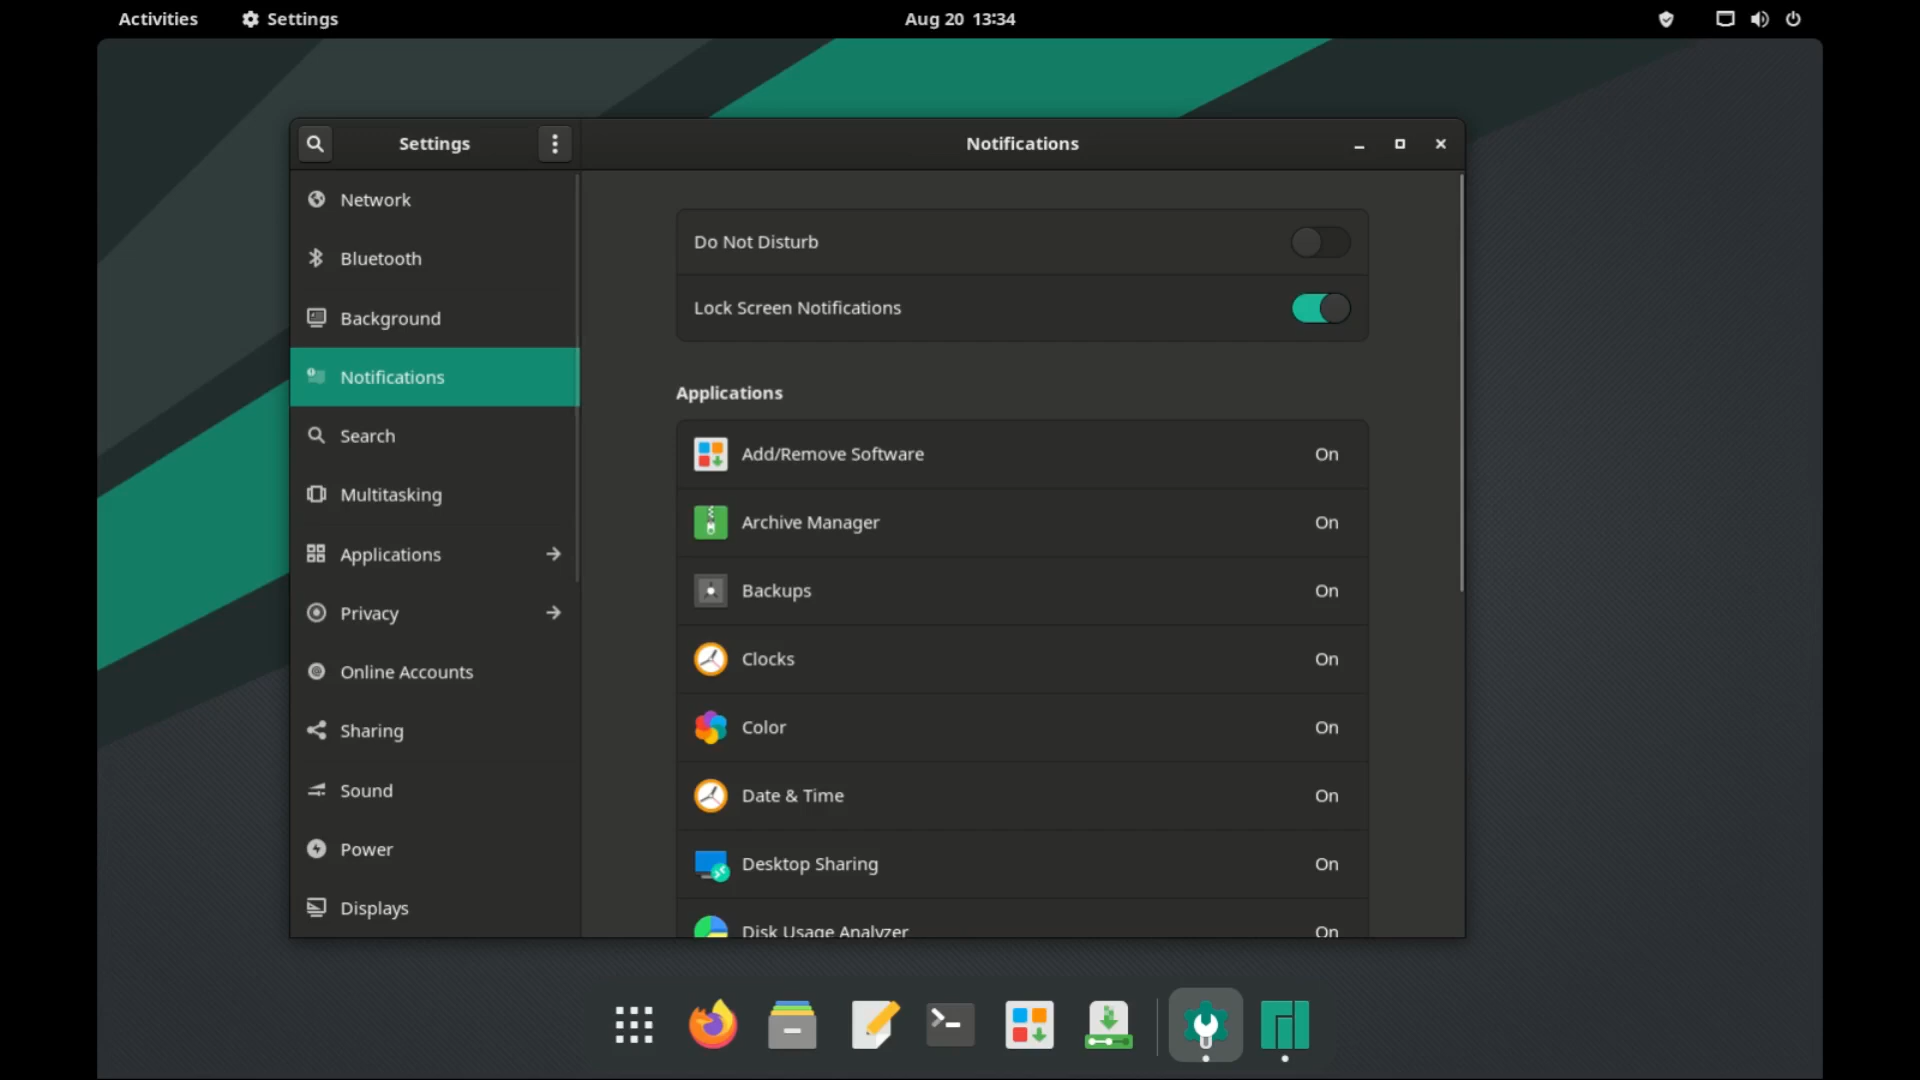 Activities
Settings
Aug 20 13:34
Settings
Notifications
Network
Bluetooth
Background
Notifications
Search
Multitasking
Applications
Privacy
Online Accounts
Sharing
Sound
Power
Displays
Do Not Disturb
Lock Screen Notifications
Applications
Add/Remove Software On
Archive Manager On
Backups On
Clocks On
Color On
Date & Time On
Desktop Sharing On
Disk Usage Analyzer On